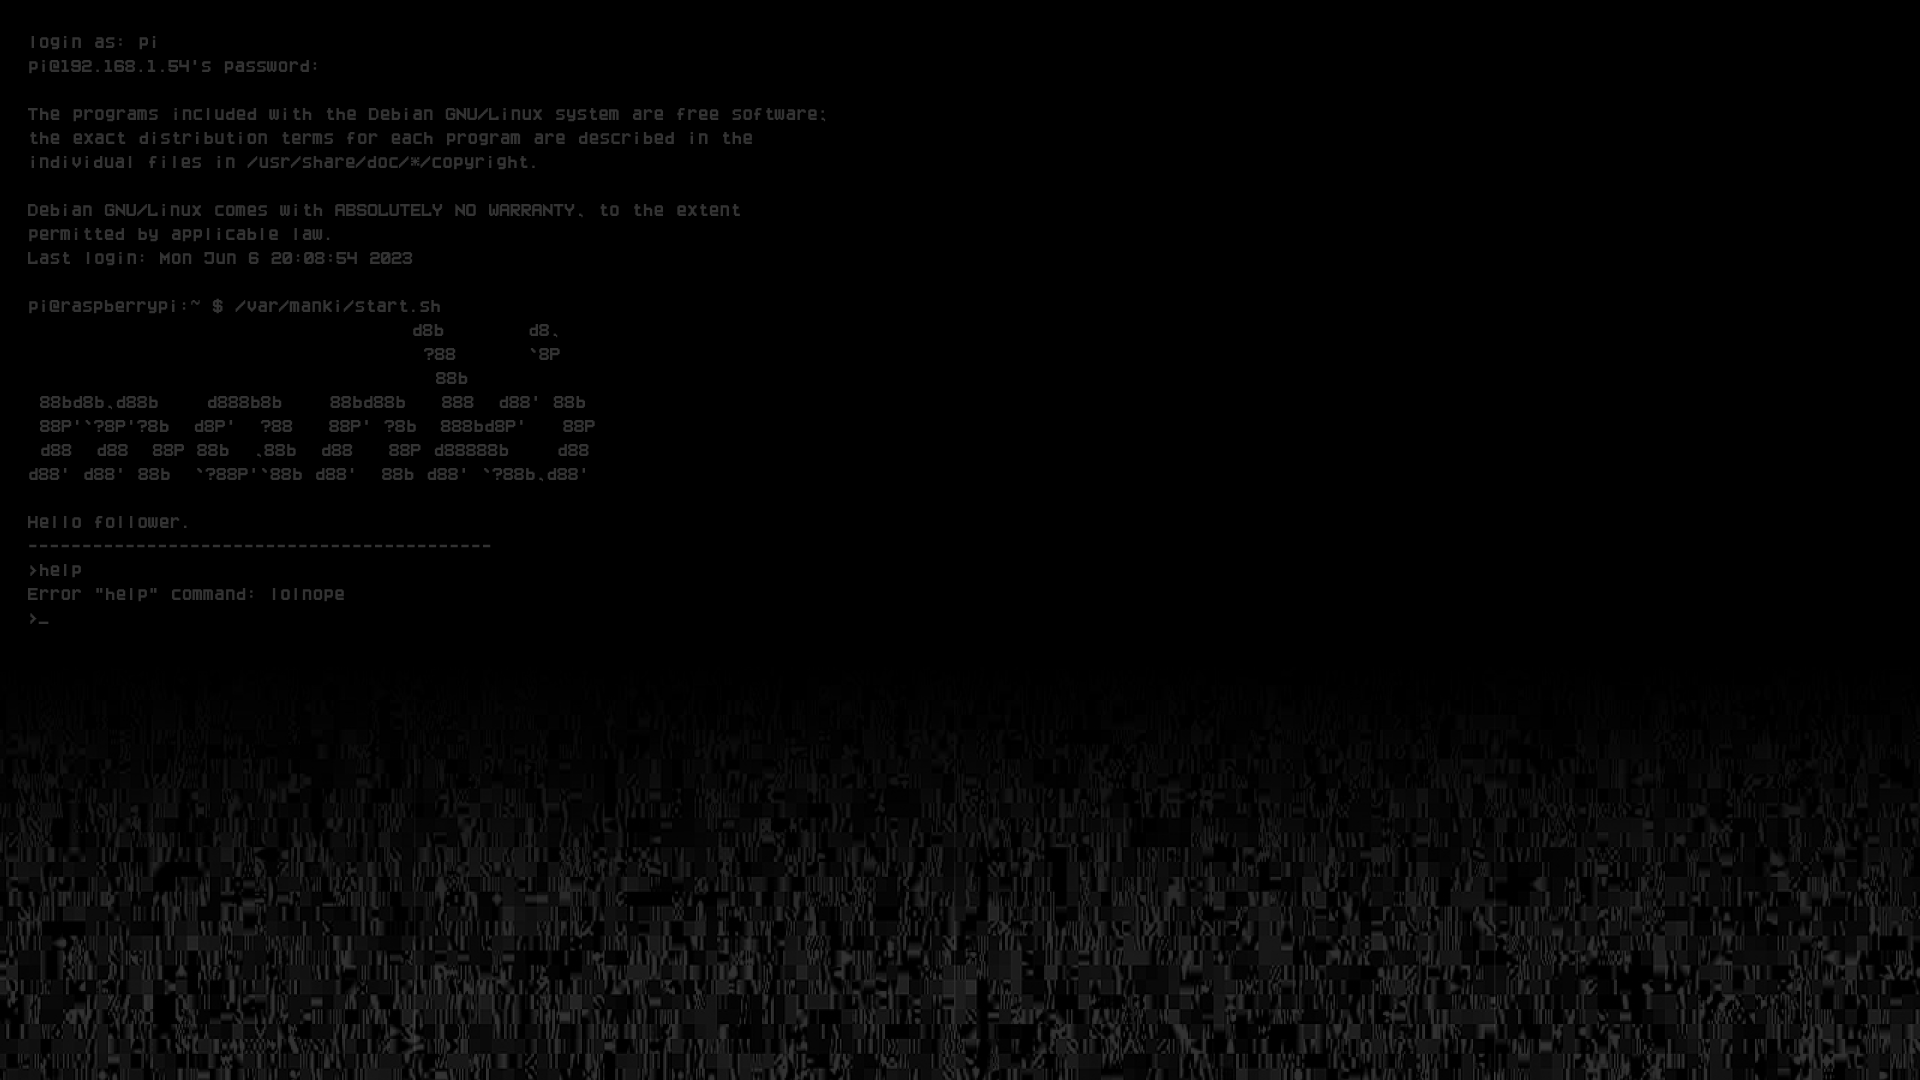 login as: pi
pi@192.168.1.54's password:
The programs included with the Debian GNU/Linux system are free software;
the exact distribution terms for each program are described in the
individual files in /usr/share/doc/*/copyright.
Debian GNU/Linux comes with ABSOLUTELY NO WARRANTY, to the extent
permitted by applicable law.
Last login: Mon Jun 6 20:08:54 2023
pi@raspberrypi:~ $ /var/manki/start.sh
                                   d8b        d8,
                                    ?88       `8P
                                     88b
 88bd8b,d88b    d888b8b    88bd88b   888  d88' 88b
 88P'`?8P'?8b  d8P'  ?88   88P' ?8b  888bd8P'   88P
 d88  d88  88P 88b  ,88b  d88   88P d88888b    d88
d88' d88' 88b  `?88P'`88b d88'  88b d88' `?88b,d88'
Hello follower.
------------------------------------------
>help
Error "help" command: lolnope
>_